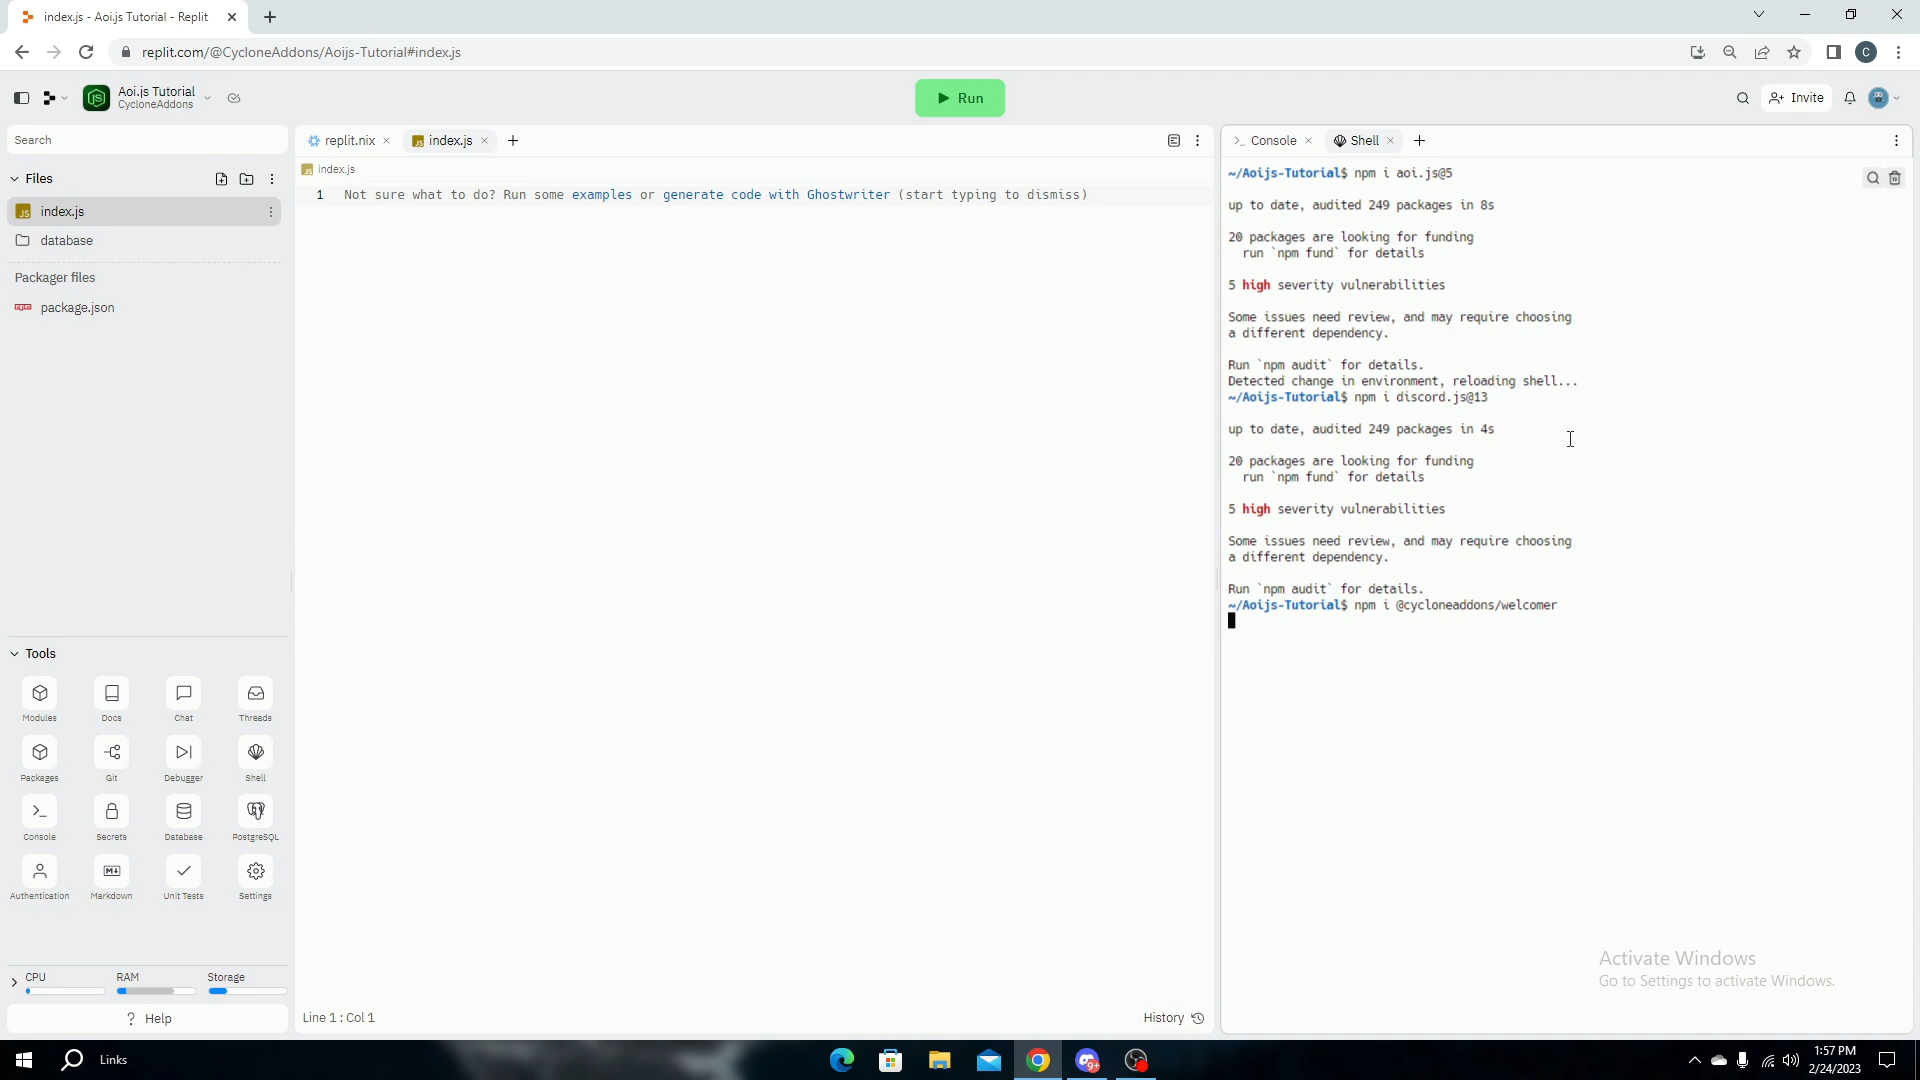 index.js - Aoi.js Tutorial - Replit
replit.com/@CycloneAddons/Aoijs-Tutorial#index.js
C
JS
Aoi.js Tutorial
CycloneAddons
Run
Invite
Search
replit.nix
index.js
Console
Shell
Files
index.js
JS index.js
database
Packager files
package.json
1 Not sure what to do? Run some examples or generate code with Ghostwriter (start typing to dismiss)
~/Aoijs-Tutorial$ npm i aoi.js@5
up to date, audited 249 packages in 8s
20 packages are looking for funding
run `npm fund` for details
5 high severity vulnerabilities
Some issues need review, and may require choosing
a different dependency.
Run `npm audit` for details.
Detected change in environment, reloading shell...
~/Aoijs-Tutorial$ npm i discord.js@13
up to date, audited 249 packages in 4s
20 packages are looking for funding
run `npm fund` for details
5 high severity vulnerabilities
Some issues need review, and may require choosing
a different dependency.
Run `npm audit` for details.
~/Aoijs-Tutorial$ npm i @cycloneaddons/welcomer
Tools
Modules
Docs
Chat
Threads
Packages
Git
Debugger
Shell
Console
Secrets
Database
PostgreSQL
Authentication
Markdown
Unit Tests
Settings
CPU
RAM
Storage
? Help
Line 1 : Col 1
History
Activate Windows
Go to Settings to activate Windows.
Links
9+
1:57 PM
2/24/2023